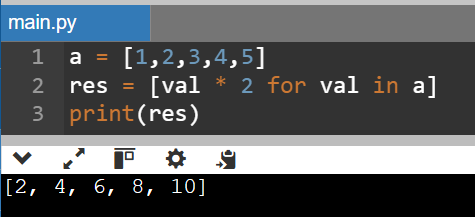 main.py
1 a = [1,2,3,4,5]
2 res = [val * 2 for val in a]
3 print(res)
[2, 4, 6, 8, 10]